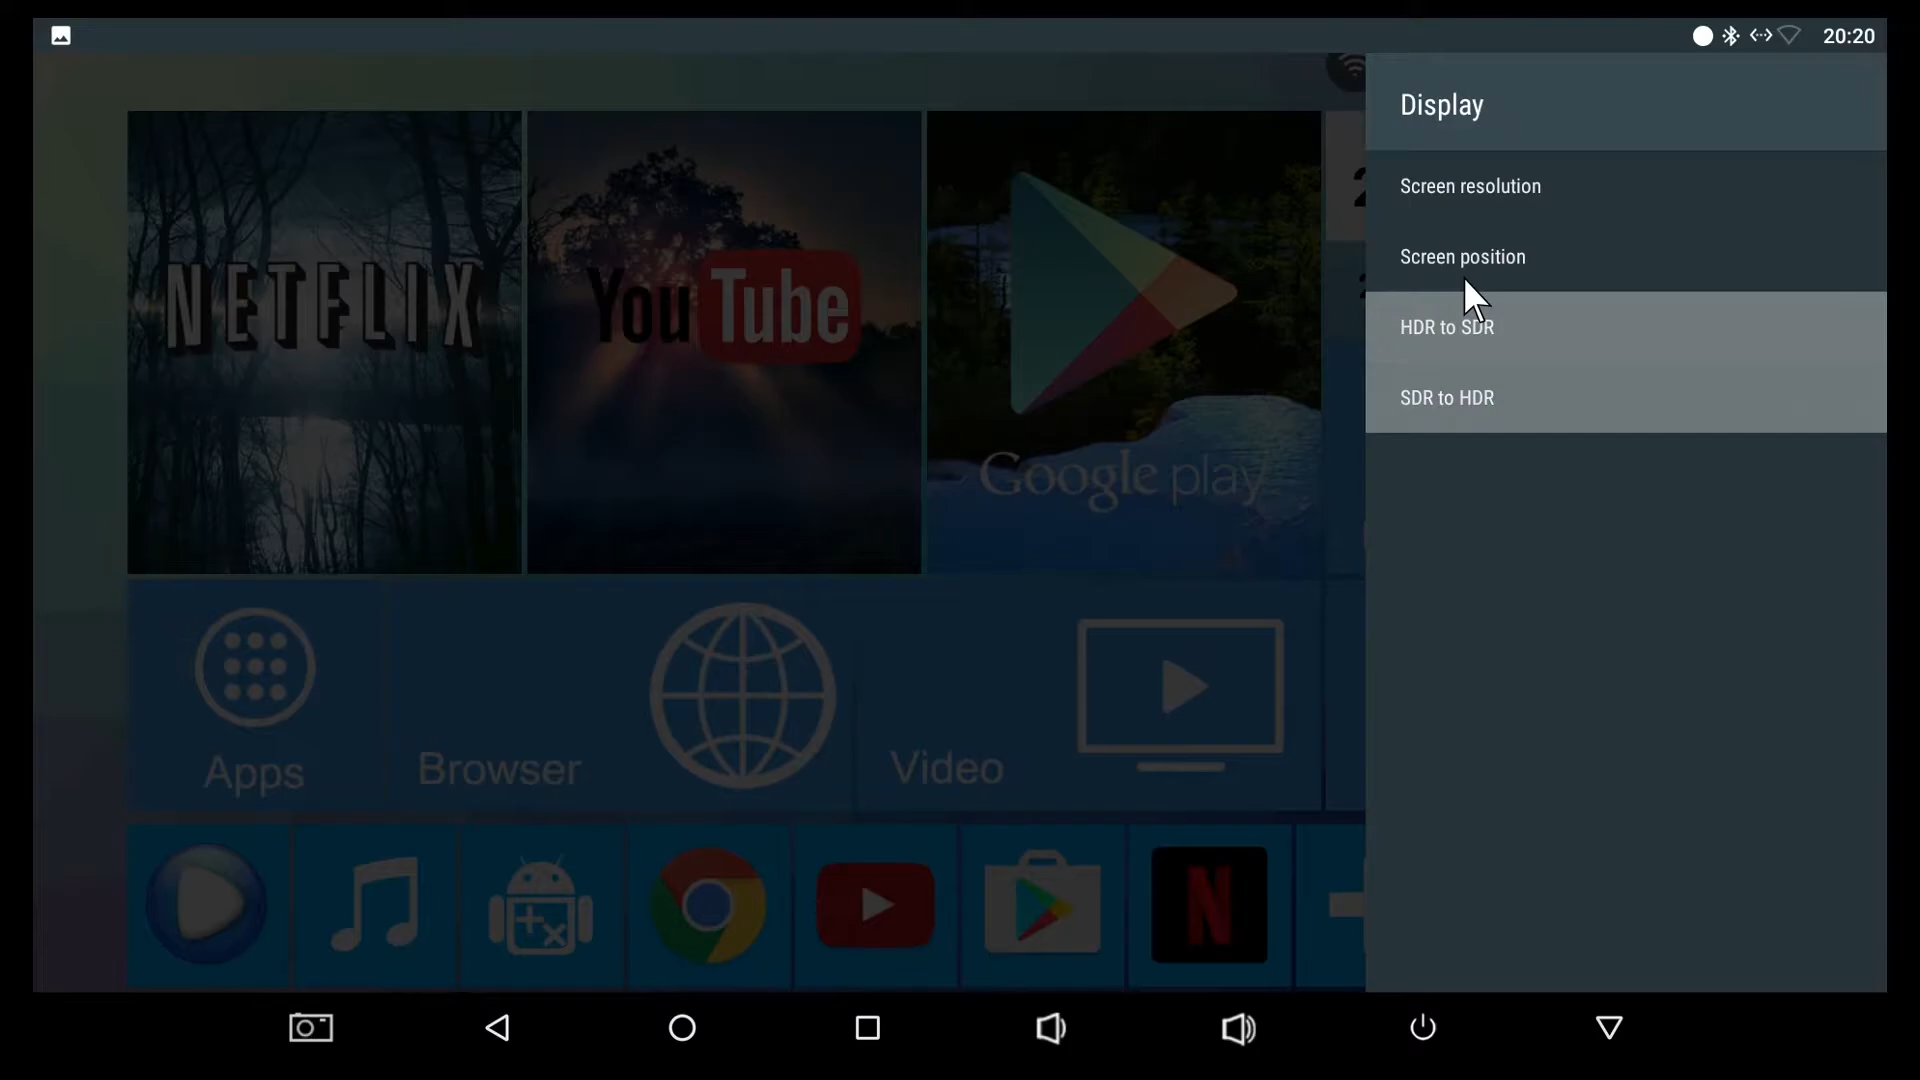 20:20
Display
Screen resolution
Screen position
HDR to SDR
SDR to HDR
NETFLIX
YouTube
Google play
Apps
Browser
Video
N